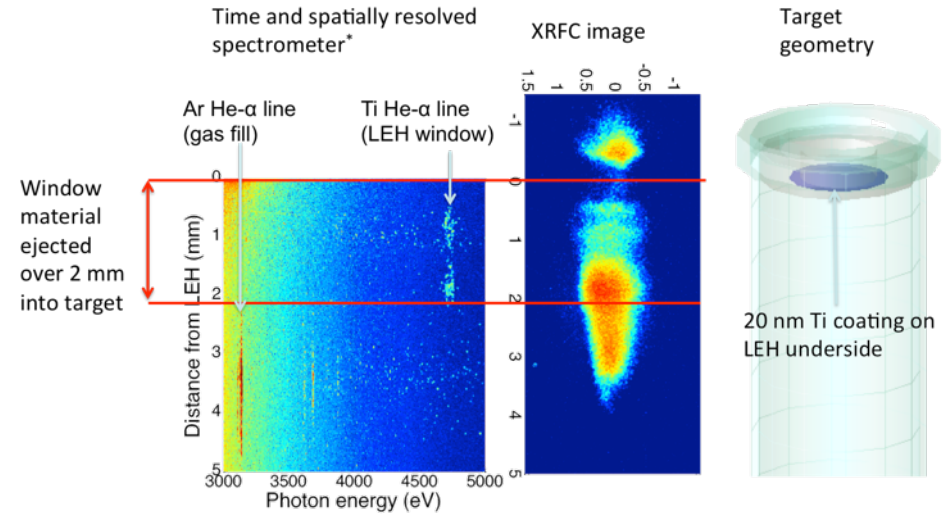 Time and spatially resolved
spectrometer*
XRFC image
Target
geometry
Ar He-α line
(gas fill)
Ti He-α line
(LEH window)
1.5
1
0.5
0
-0.5
-1
Window
material
ejected
over 2 mm
into target
Distance from LEH (mm)
0
1
2
3
4
5
3000
3500
4000
4500
5000
Photon energy (eV)
-1
0
1
2
3
4
5
20 nm Ti coating on
LEH underside